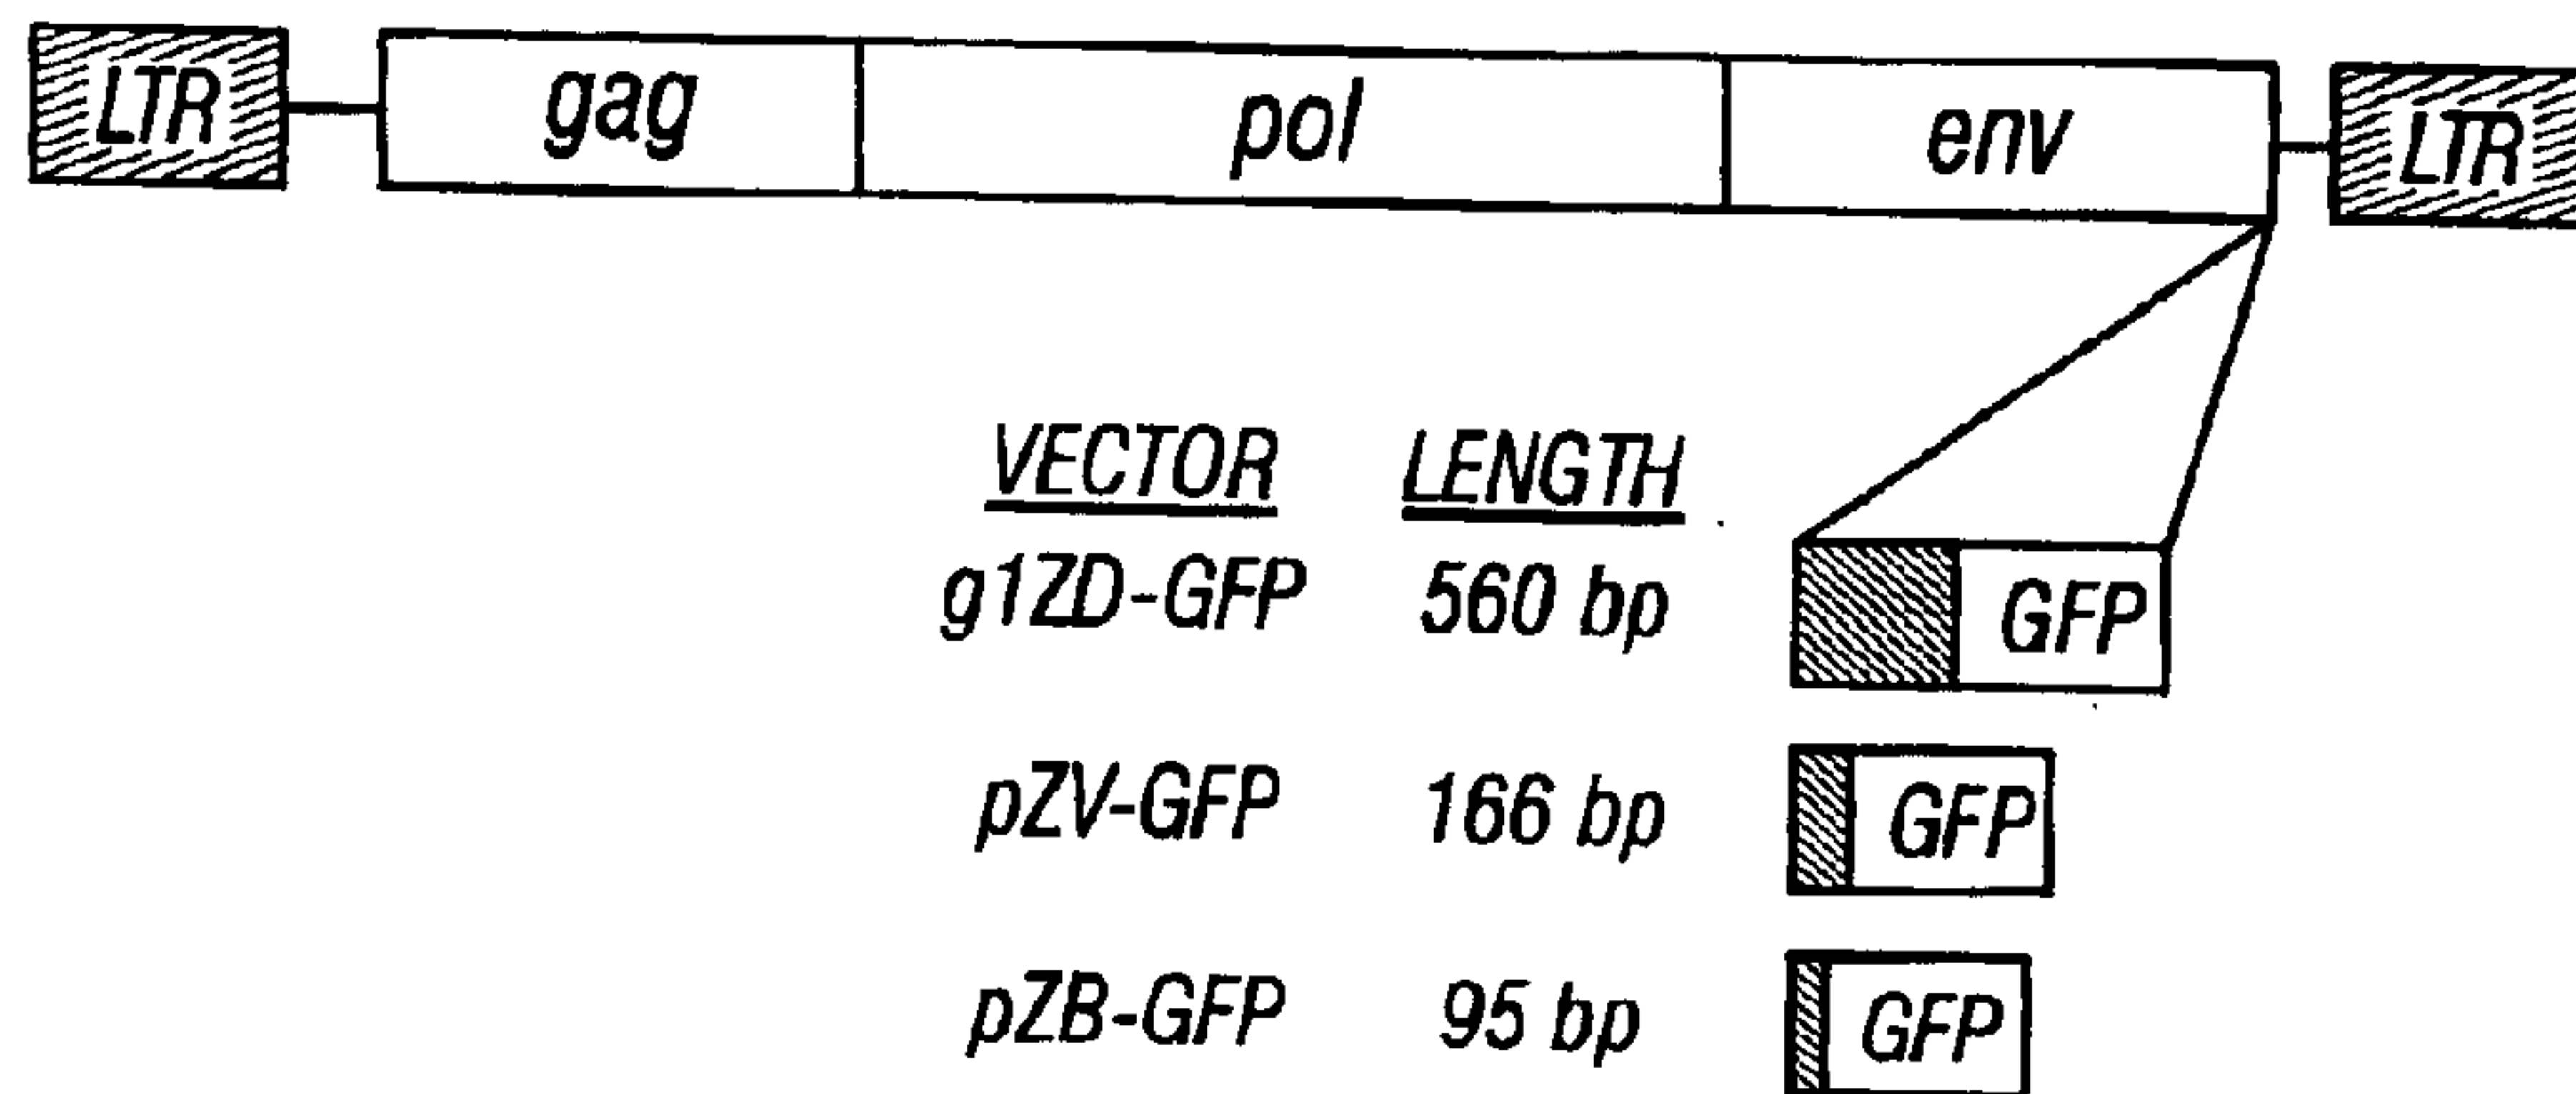 LTR gag pol env LTR
VECTOR LENGTH
g1ZD-GFP 560 bp GFP
pZV-GFP 166 bp GFP
pZB-GFP 95 bp GFP